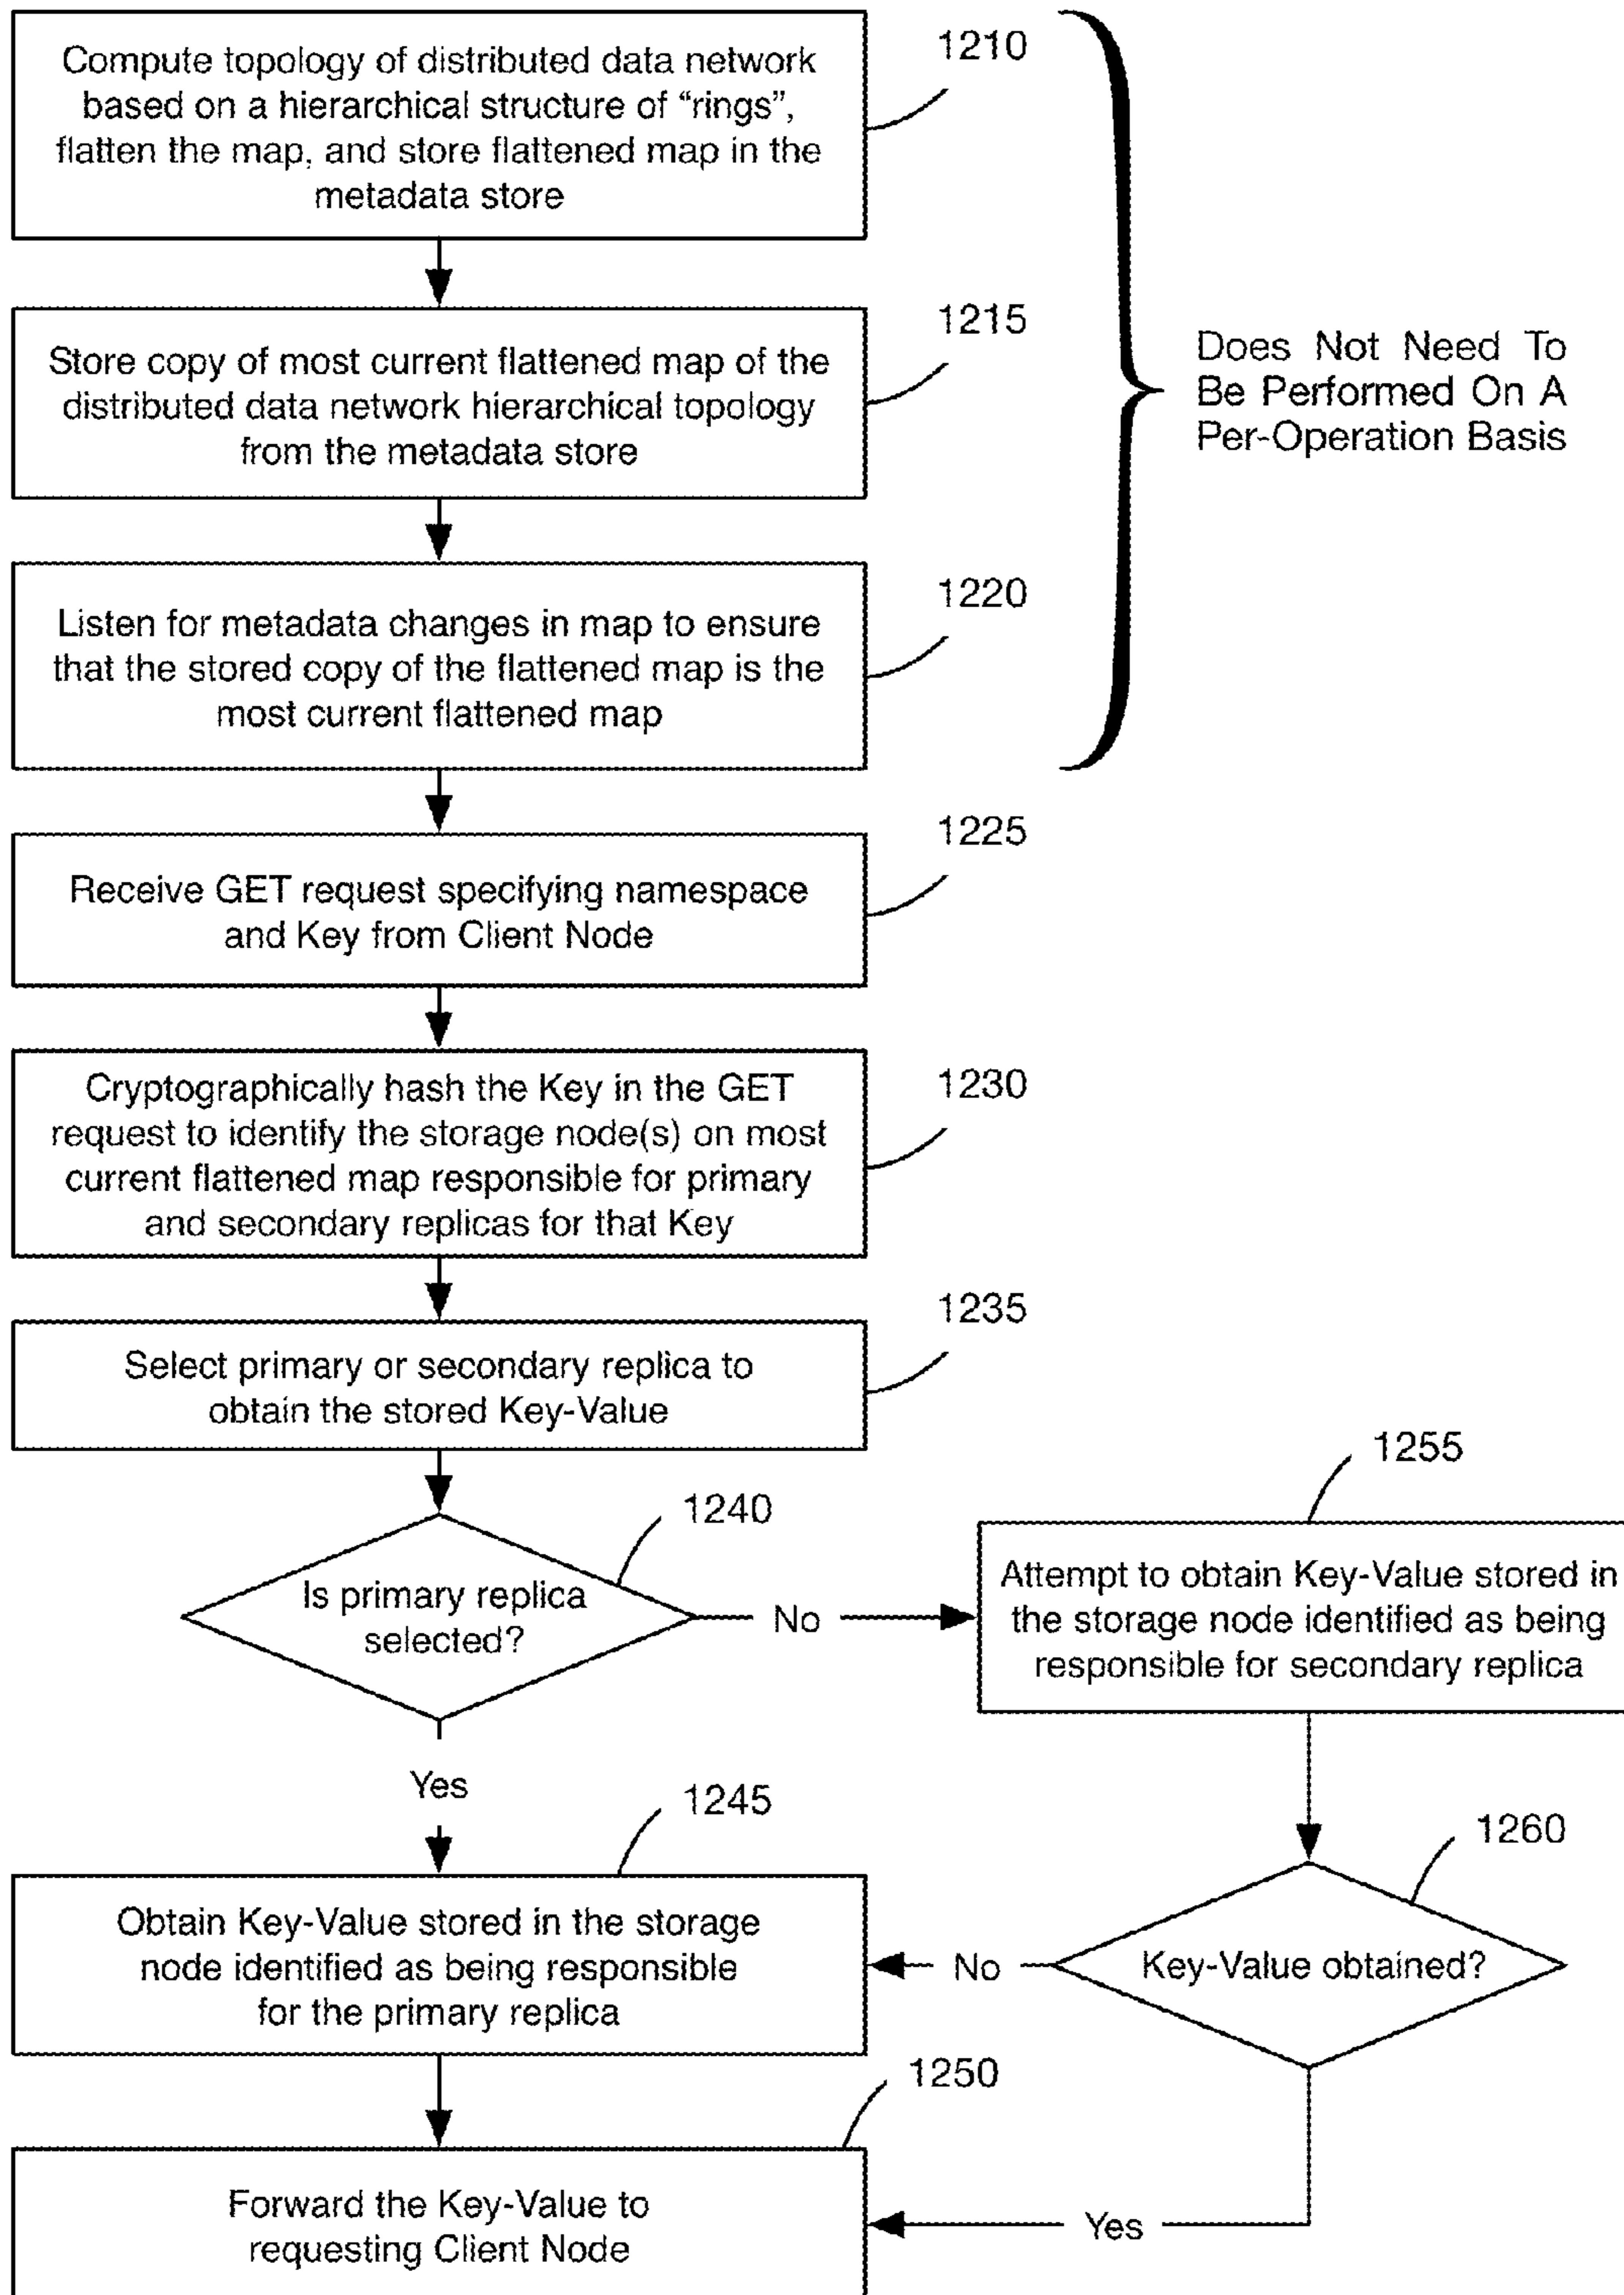 1210
Compute topology of distributed data network
based on a hierarchical structure of “rings”,
flatten the map, and store flattened map in the
metadata store
1215
Store copy of most current flattened map of the
distributed data network hierarchical topology
from the metadata store
Does Not Need To
Be Performed On A
Per-Operation Basis
1220
Listen for metadata changes in map to ensure
that the stored copy of the flattened map is the
most current flattened map
1225
Receive GET request specifying namespace
and Key from Client Node
1230
Cryptographically hash the Key in the GET
request to identify the storage node(s) on most
current flattened map responsible for primary
and secondary replicas for that Key
1235
Select primary or secondary replica to
obtain the stored Key-Value
1240
Is primary replica
selected?
No
1255
Attempt to obtain Key-Value stored in
the storage node identified as being
responsible for secondary replica
Yes
1245
Obtain Key-Value stored in the storage
node identified as being responsible
for the primary replica
1260
Key-Value obtained?
No
1250
Forward the Key-Value to
requesting Client Node
Yes